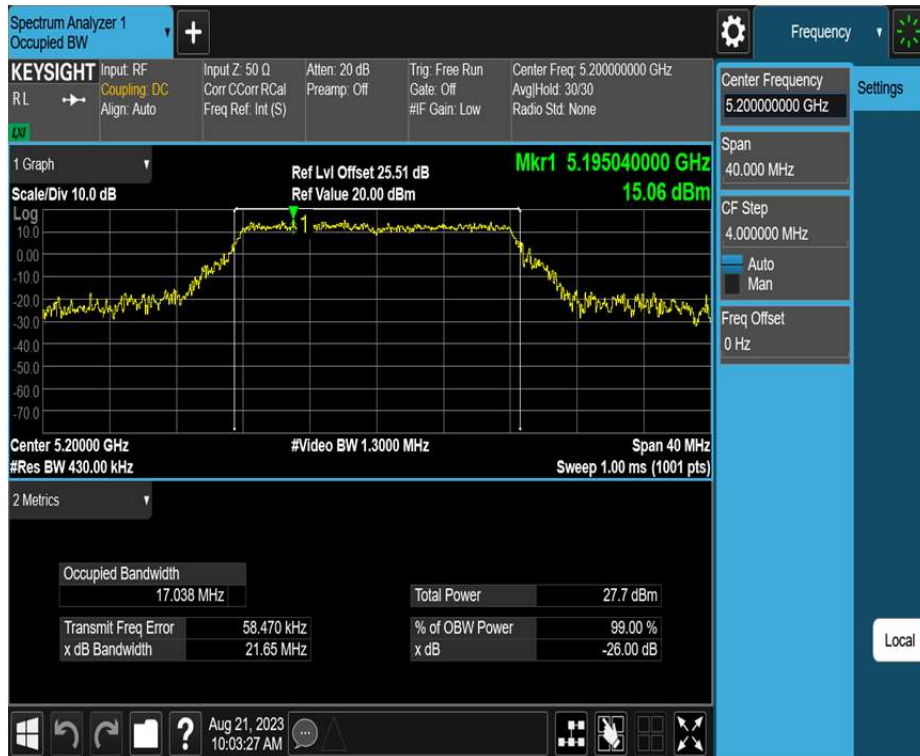 Spectrum Analyzer 1
Occupied BW
+
Frequency
KEYSIGHT
R L
LXI
Input: RF
Coupling: DC
Align: Auto
Input Z: 50 Ω
Corr CCorr RCal
Freq Ref: Int (S)
Atten: 20 dB
Preamp: Off
Trig: Free Run
Gate: Off
#IF Gain: Low
Center Freq: 5.200000000 GHz
Avg|Hold: 30/30
Radio Std: None
Center Frequency
5.20000000 GHz
Settings
Span
40.000 MHz
CF Step
4.000000 MHz
Auto
Man
Freq Offset
0 Hz
Local
1 Graph
Scale/Div 10.0 dB
Ref Lvl Offset 25.51 dB
Ref Value 20.00 dBm
Mkr1 5.195040000 GHz
15.06 dBm
Log
10.0
0.00
-10.0
-20.0
-30.0
-40.0
-50.0
-60.0
-70.0
1
Center 5.20000 GHz
#Video BW 1.3000 MHz
Span 40 MHz
#Res BW 430.00 kHz
Sweep 1.00 ms (1001 pts)
2 Metrics
Occupied Bandwidth
17.038 MHz
Total Power 27.7 dBm
Transmit Freq Error 58.470 kHz
% of OBW Power 99.00 %
x dB Bandwidth 21.65 MHz
x dB -26.00 dB
?
Aug 21, 2023
10:03:27 AM